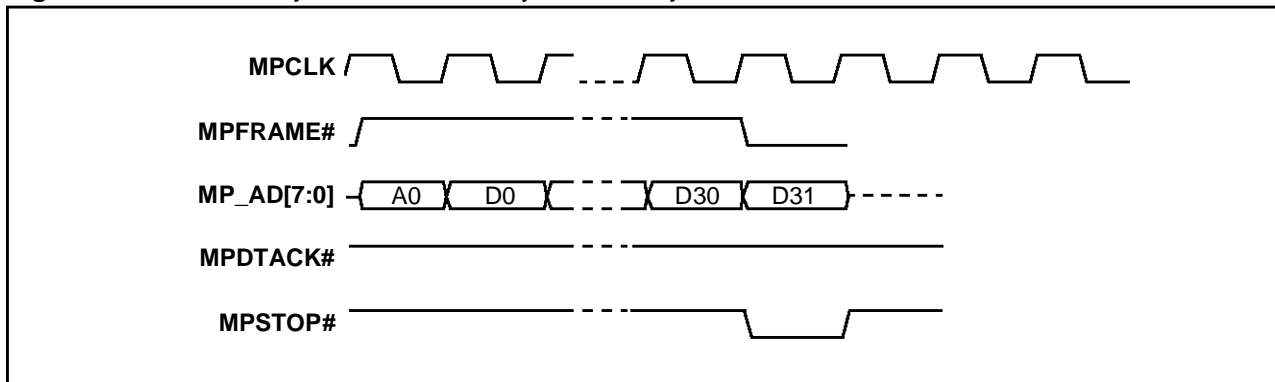 MPCLK
MPFRAME#
MP_AD[7:0] A0 D0 D30 D31
MPDTACK#
MPSTOP#